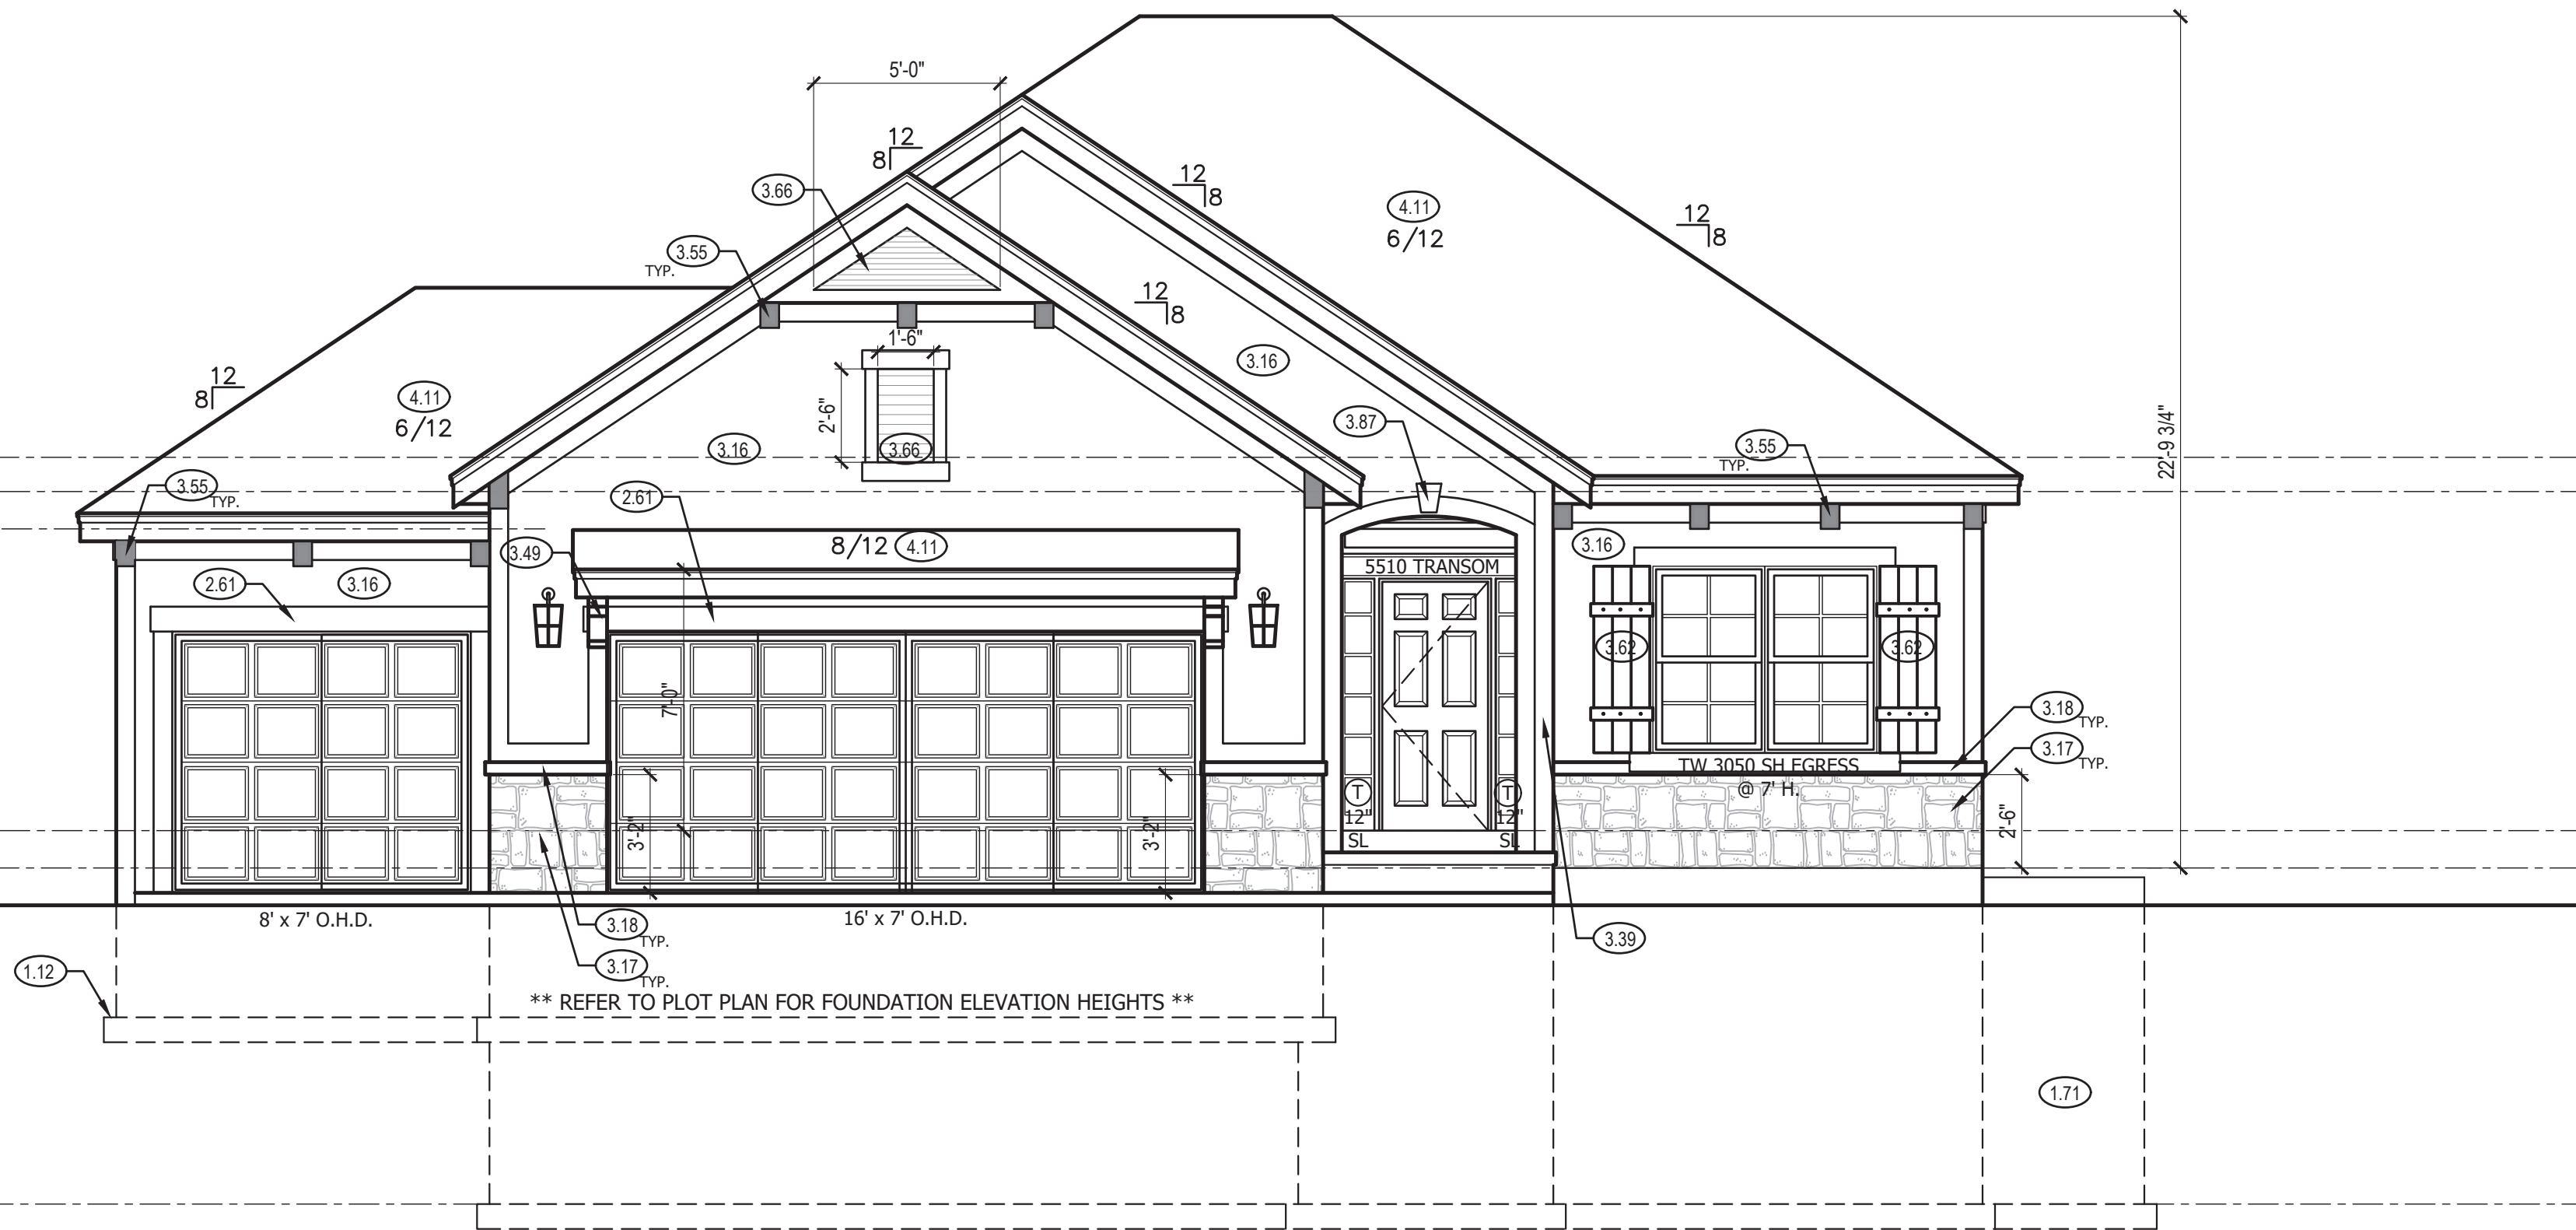 5'-0"
12
8
12
8
3.66
4.11
6/12
12
8
3.55
TYP.
12
8
1'-6"
3.16
12
8
4.11
6/12
2'-6"
3.87
22'-9 3/4"
3.16
3.66
3.55
TYP.
3.55
TYP.
2.61
8/12 4.11
3.49
3.16
5510 TRANSOM
2.61
3.16
3.62
3.62
7'-0"
3.18
TYP.
3.17
TYP.
TW 3050 SH EGRESS
@ 7' H.
T
12"
SL
T
12"
SL
3'-2"
3'-2"
2'-6"
8' x 7' O.H.D.
16' x 7' O.H.D.
3.18
TYP.
3.39
3.17
TYP.
1.12
** REFER TO PLOT PLAN FOR FOUNDATION ELEVATION HEIGHTS **
1.71